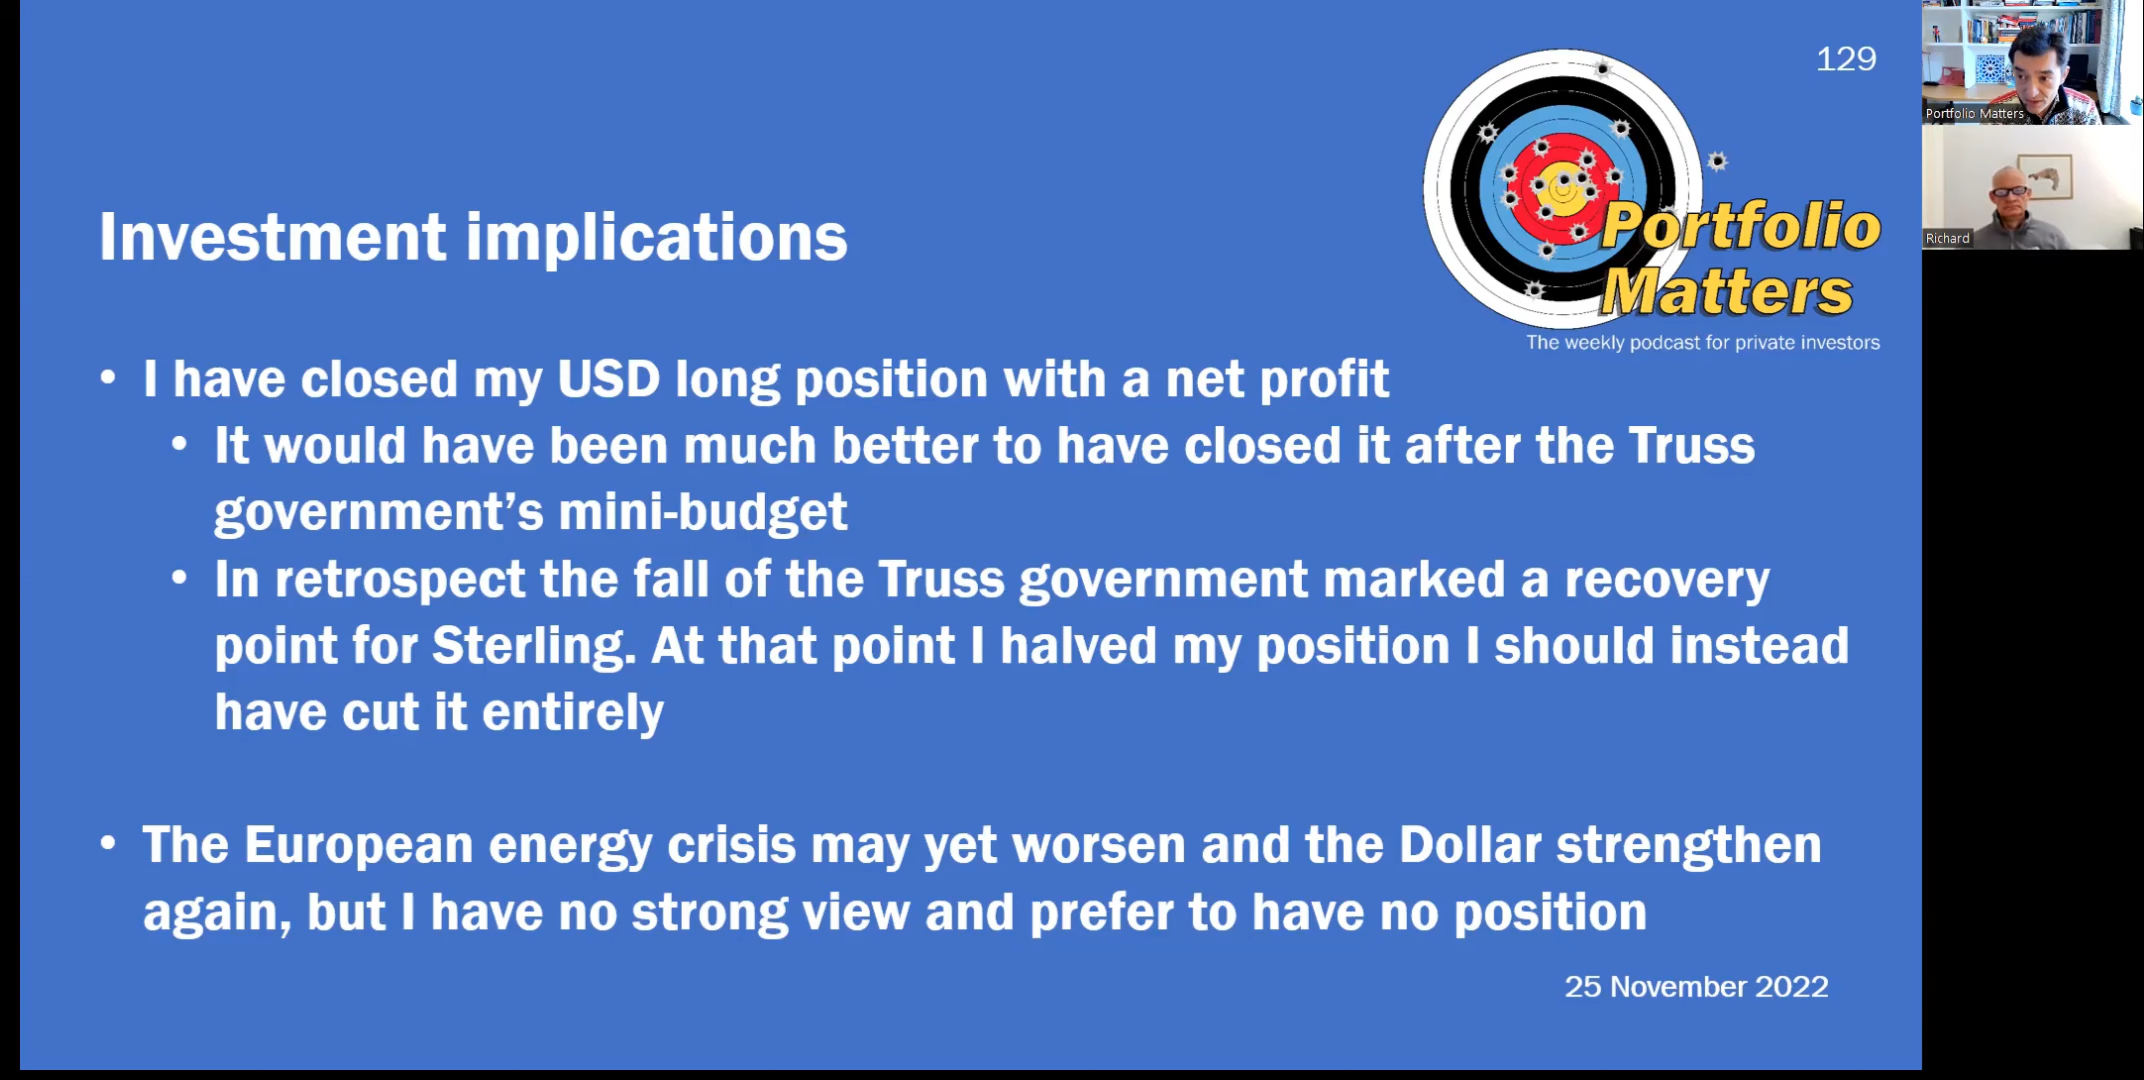 129
Portfolio
Matters
The weekly podcast for private investors
Investment implications
• I have closed my USD long position with a net profit
• It would have been much better to have closed it after the Truss
government’s mini-budget
• In retrospect the fall of the Truss government marked a recovery
point for Sterling. At that point I halved my position I should instead
have cut it entirely
• The European energy crisis may yet worsen and the Dollar strengthen
again, but I have no strong view and prefer to have no position
25 November 2022
Portfolio Matters
Richard